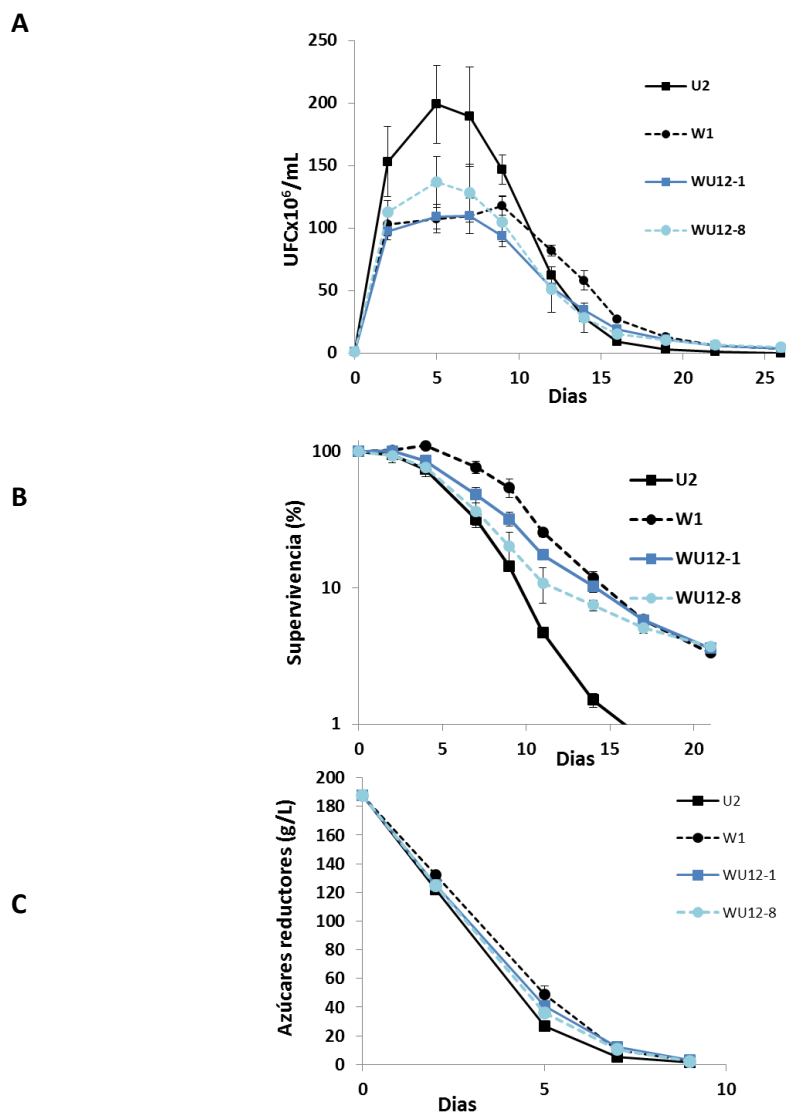 A
250
200
150
100
50
0
UFCx10⁶/mL
0 5 10 15 20 25
Dias
U2
W1
WU12-1
WU12-8
B
100
10
1
Supervivencia (%)
0 5 10 15 20
Dias
U2
W1
WU12-1
WU12-8
C
200
180
160
140
120
100
80
60
40
20
0
Azúcares reductores (g/L)
0 5 10
Dias
U2
W1
WU12-1
WU12-8